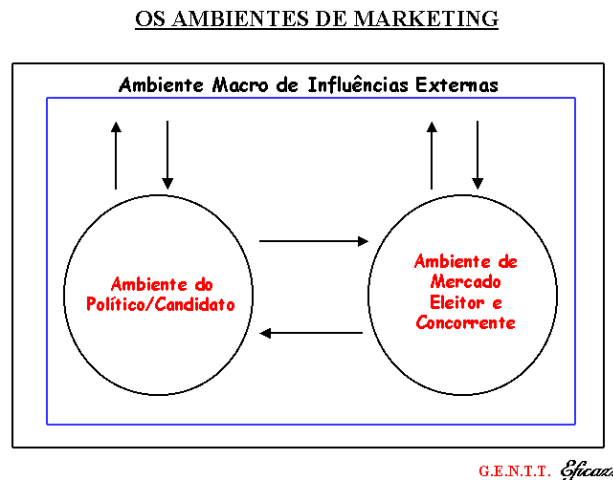 OS AMBIENTES DE MARKETING
Ambiente Macro de Influências Externas
Ambiente do
Político/Candidato
Ambiente de
Mercado
Eleitor e
Concorrente
G.E.N.T.T. Eficaz